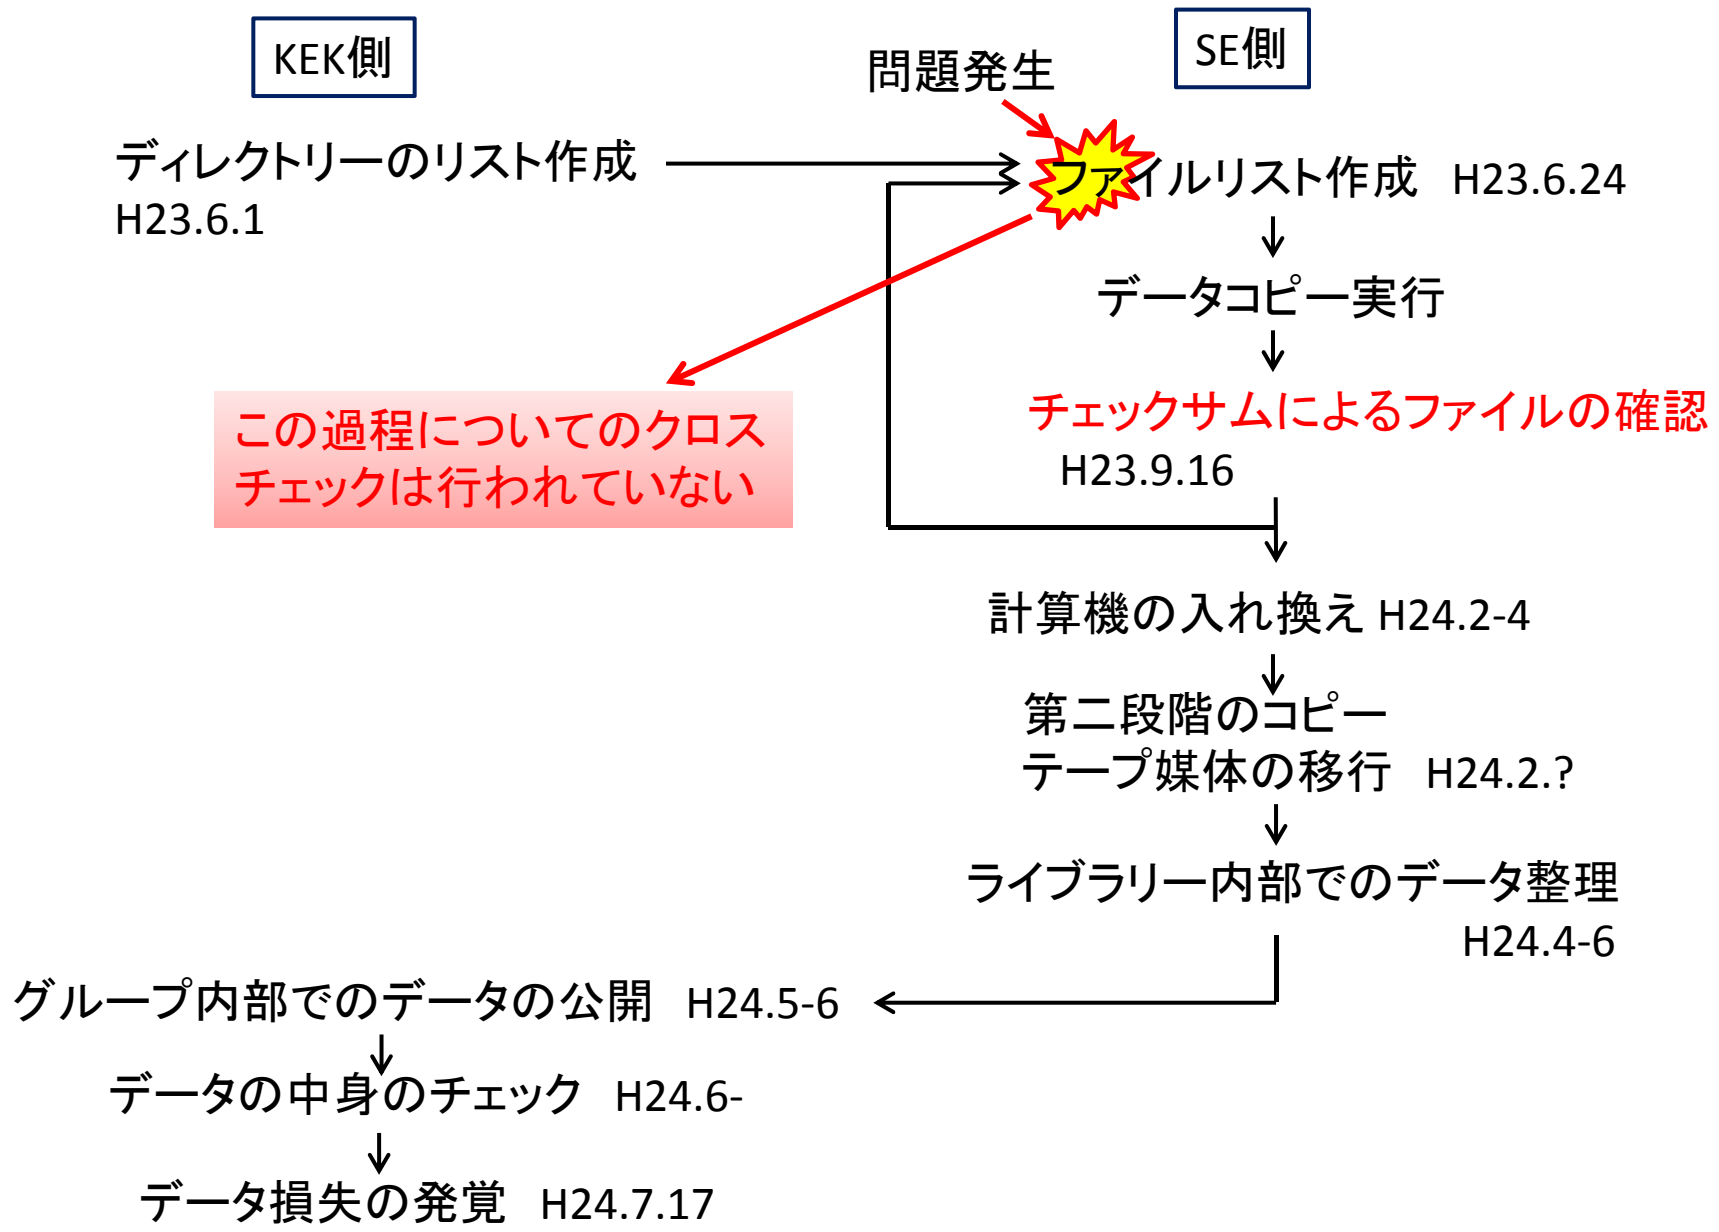 KEK側
問題発生
SE側
ディレクトリーのリスト作成
H23.6.1
ファイルリスト作成 H23.6.24
データコピー実行
チェックサムによるファイルの確認
H23.9.16
この過程についてのクロス
チェックは行われていない
計算機の入れ換え H24.2-4
第二段階のコピー
テープ媒体の移行 H24.2.?
ライブラリー内部でのデータ整理
H24.4-6
グループ内部でのデータの公開 H24.5-6
データの中身のチェック H24.6-
データ損失の発覚 H24.7.17